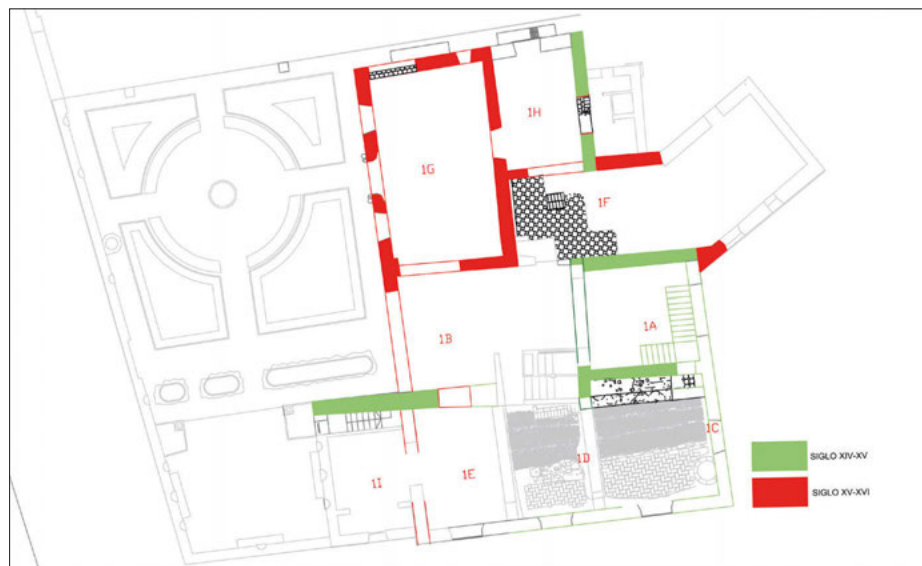 1H
1G
1F
1A
1B
1C
1D
1I
1E
SIGLO XIV-XV
SIGLO XV-XVI